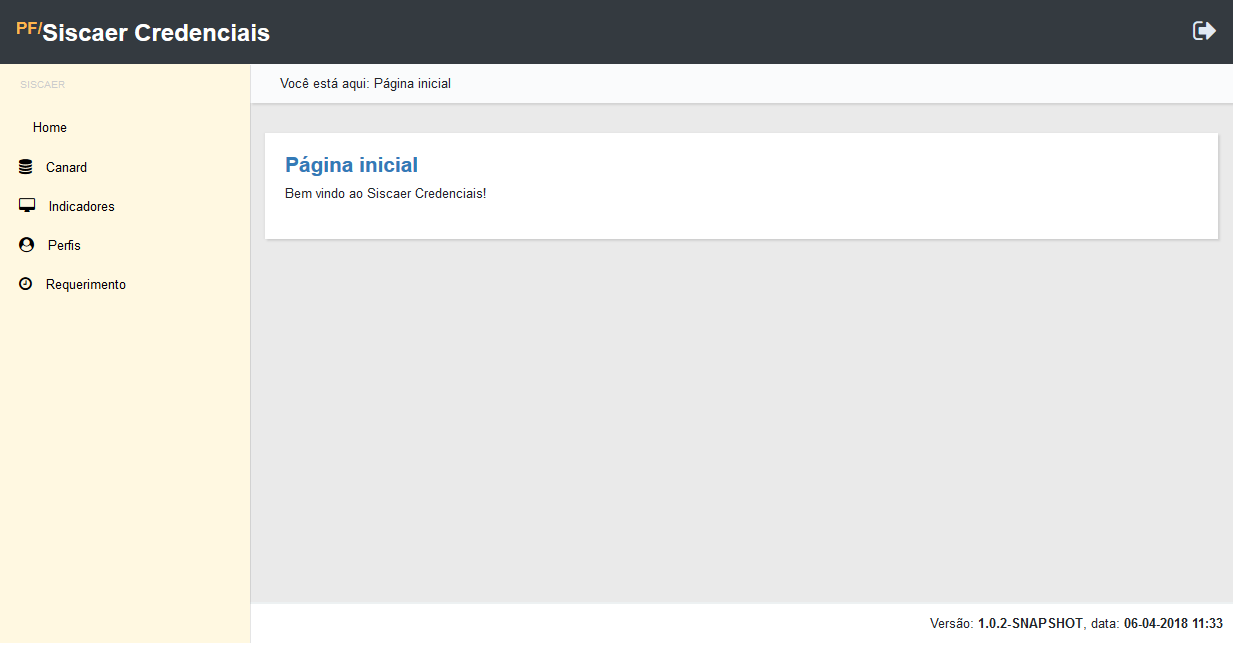 PF/Siscaer Credenciais
SISCAER
Você está aqui: Página inicial
Home
Canard
Indicadores
Perfis
Requerimento
Página inicial
Bem vindo ao Siscaer Credenciais!
Versão: 1.0.2-SNAPSHOT, data: 06-04-2018 11:33